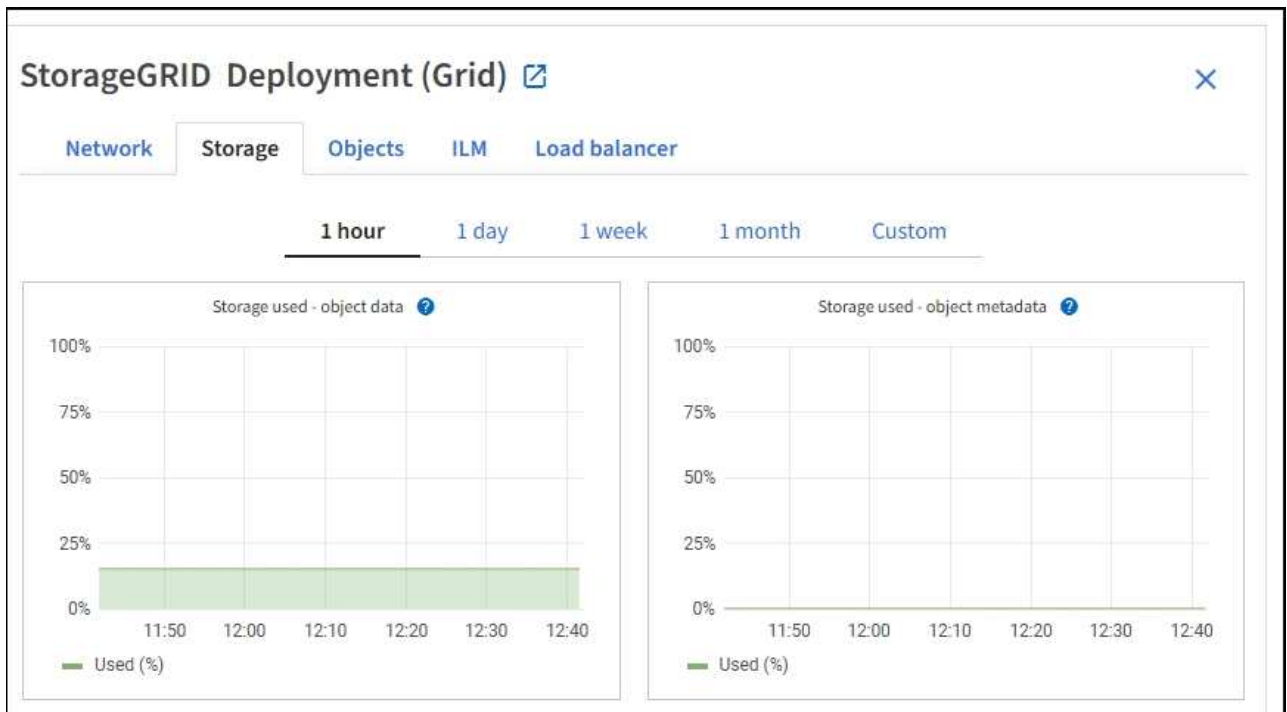 StorageGRID Deployment (Grid)
Network Storage Objects ILM Load balancer
1 hour 1 day 1 week 1 month Custom
Storage used - object data ?
100%
75%
50%
25%
0%
11:50 12:00 12:10 12:20 12:30 12:40
Used (%)
Storage used - object metadata ?
100%
75%
50%
25%
0%
11:50 12:00 12:10 12:20 12:30 12:40
Used (%)